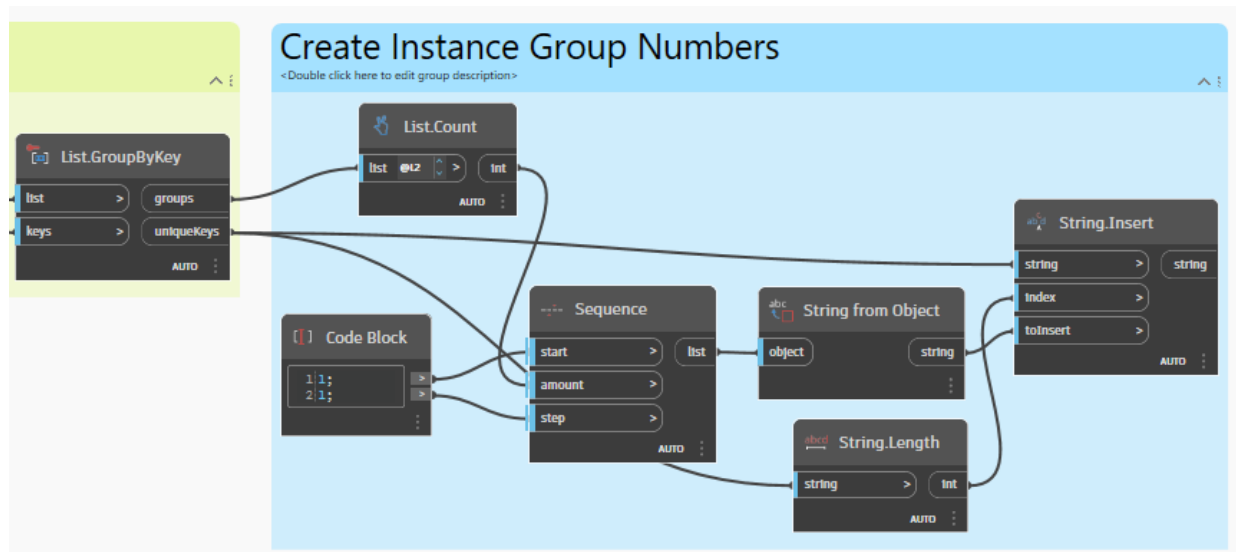 Create Instance Group Numbers
<Double click here to edit group description>
List.GroupByKey
list > groups
keys > uniqueKeys
AUTO
List.Count
list @L2 > int
AUTO
Code Block
1 1; >
2 1; >
Sequence
start > list
amount >
step >
AUTO
abc
String from Object
object string
abcd
String.Length
string > int
AUTO
String.Insert
string > string
index >
toInsert >
AUTO